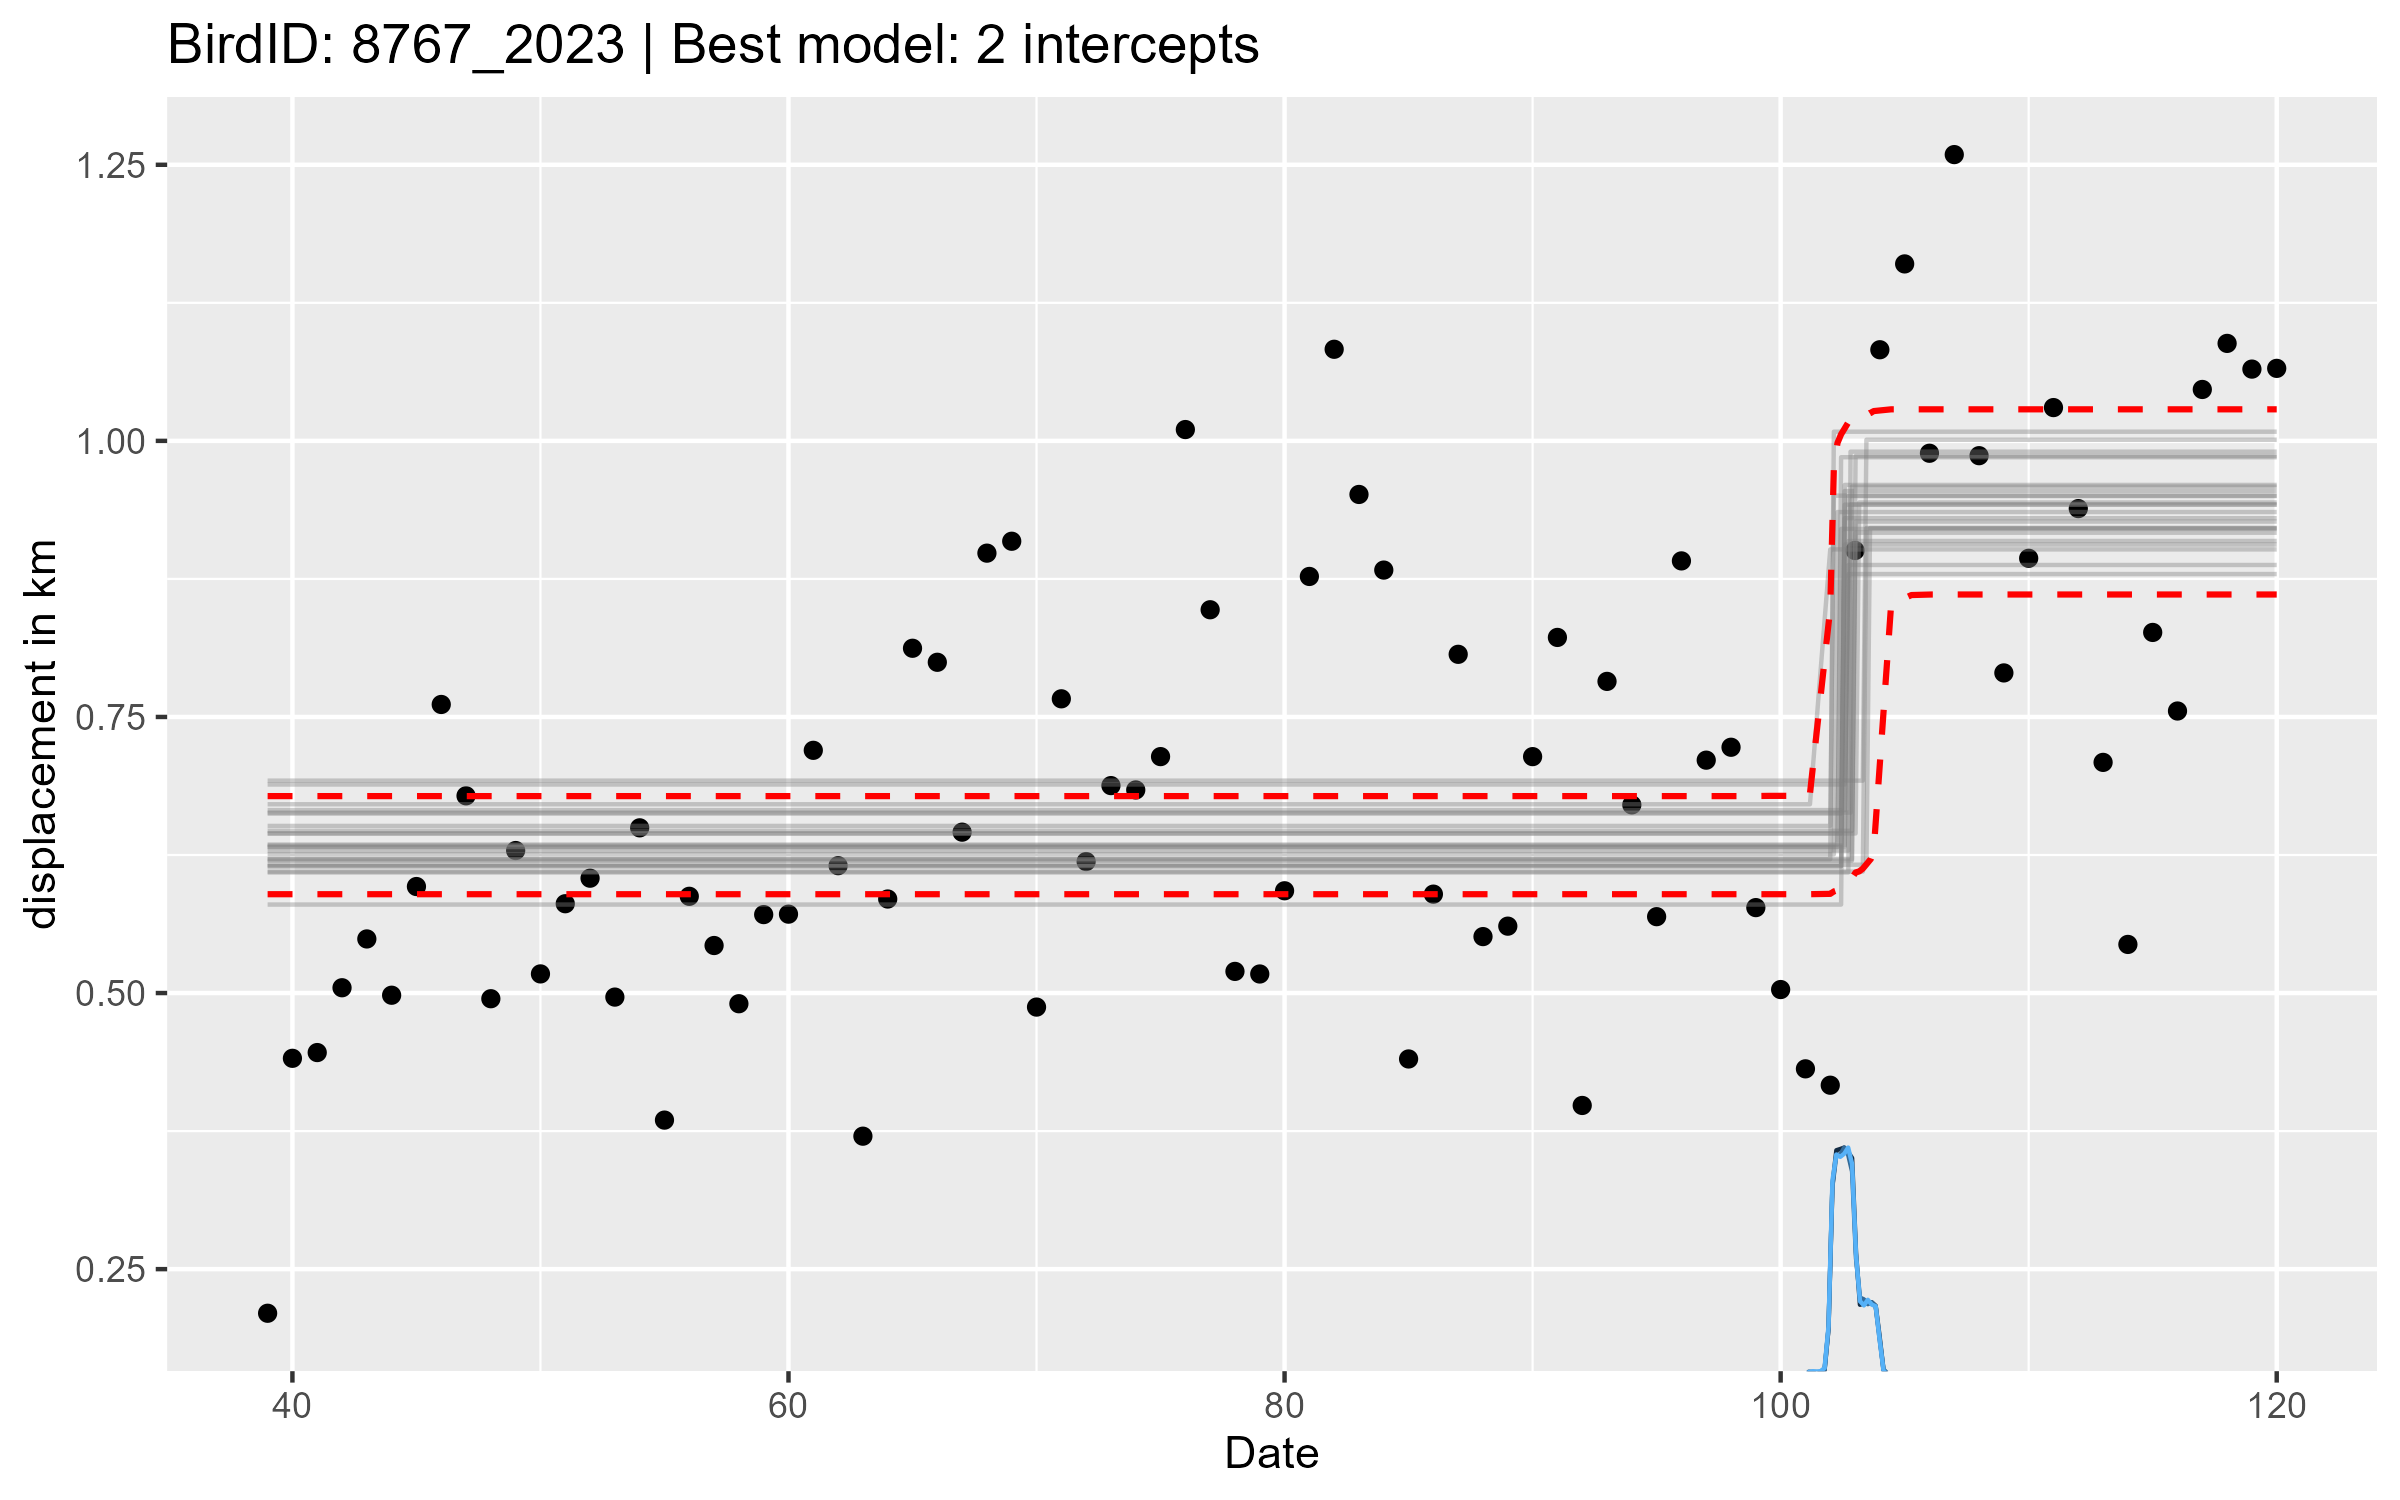 BirdID: 8767_2023 | Best model: 2 intercepts
displacement in km
1.25
1.00
0.75
0.50
0.25
40 60 80 100 120
Date